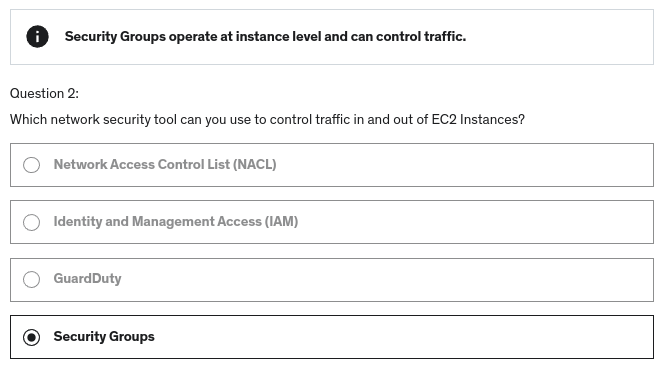 Security Groups operate at instance level and can control traffic.
Question 2:
Which network security tool can you use to control traffic in and out of EC2 Instances?
Network Access Control List (NACL)
Identity and Management Access (IAM)
GuardDuty
Security Groups